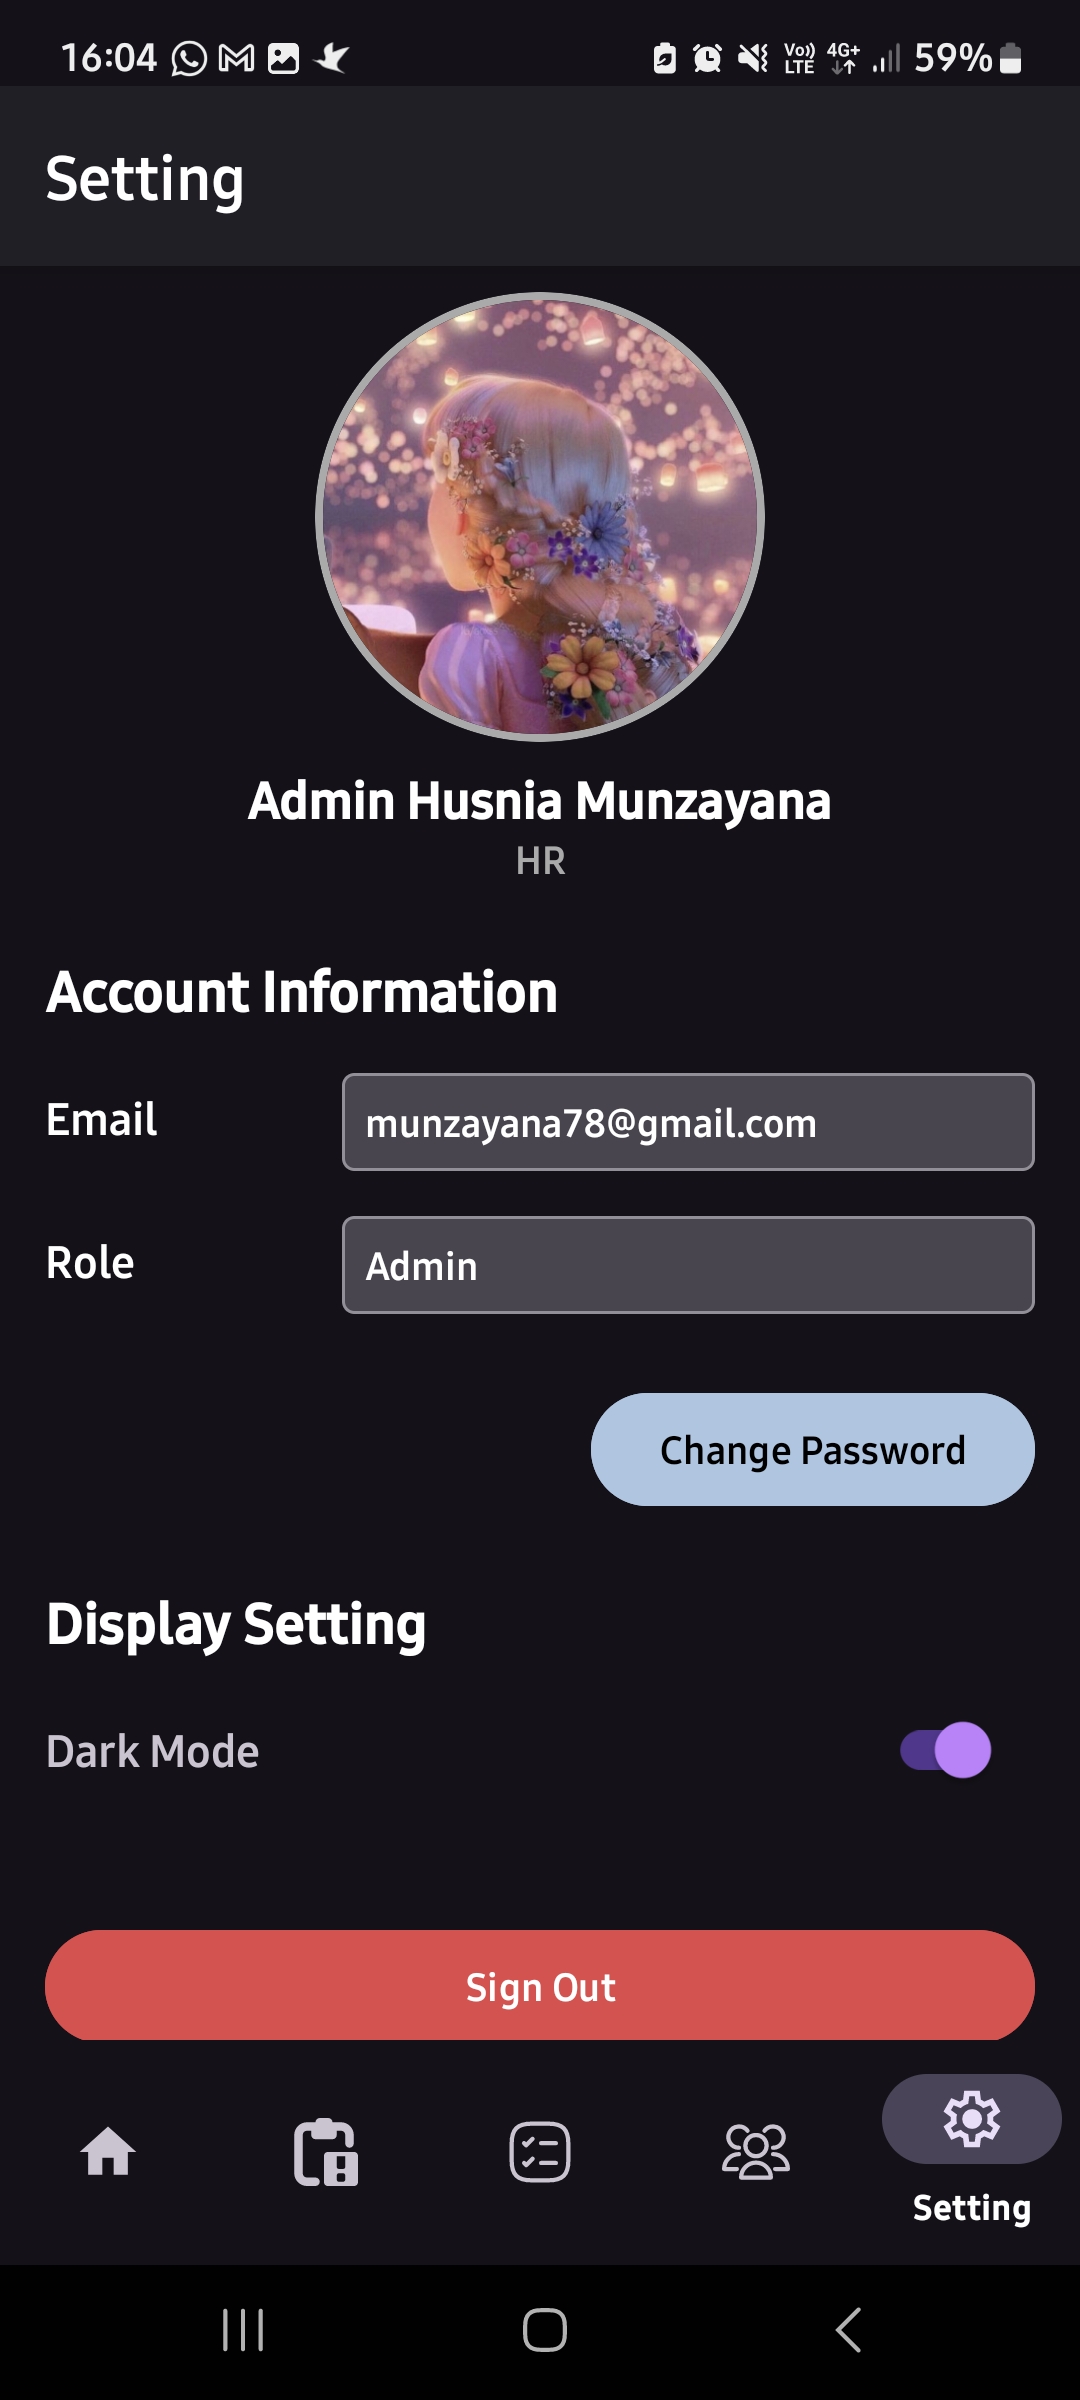 16:04
Vo)) LTE 4G+ 59%
Setting
Admin Husnia Munzayana
HR
Account Information
Email
munzayana78@gmail.com
Role
Admin
Change Password
Display Setting
Dark Mode
Sign Out
Setting